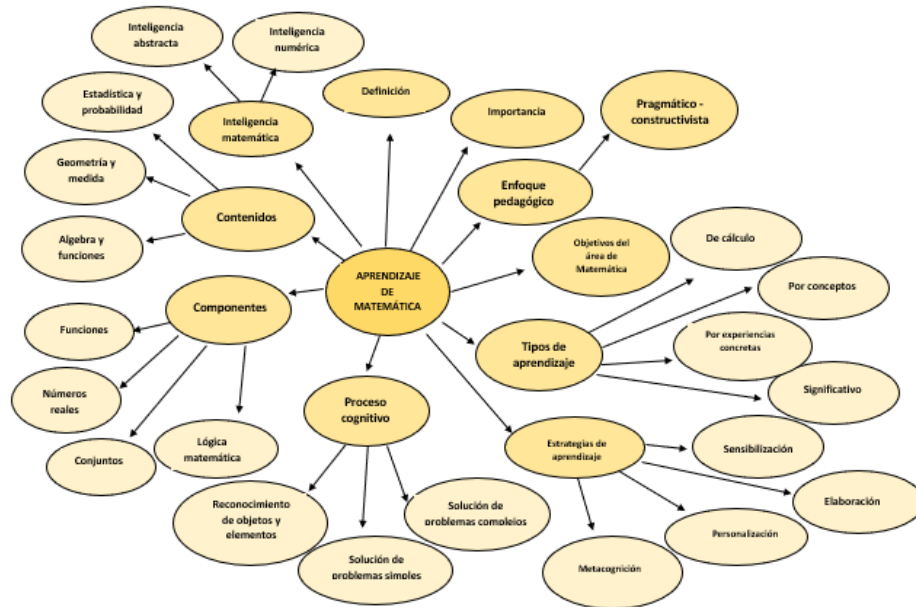 Inteligencia
abstracta
Inteligencia
numérica
Estadística y
probabilidad
Inteligencia
matemática
Definición
Importancia
Pragmático -
constructivista
Geometría y
medida
Contenidos
Enfoque
pedagógico
Algebra y
funciones
Objetivos del
área de
Matemática
De cálculo
APRENDIZAJE
DE
MATEMÁTICA
Componentes
Por conceptos
Funciones
Tipos de
aprendizaje
Por experiencias
concretas
Significativo
Números
reales
Proceso
cognitivo
Conjuntos
Lógica
matemática
Estrategias de
aprendizaje
Sensibilización
Elaboración
Reconocimiento
de objetos y
elementos
Solución de
problemas complejos
Personalización
Solución de
problemas simples
Metacognición